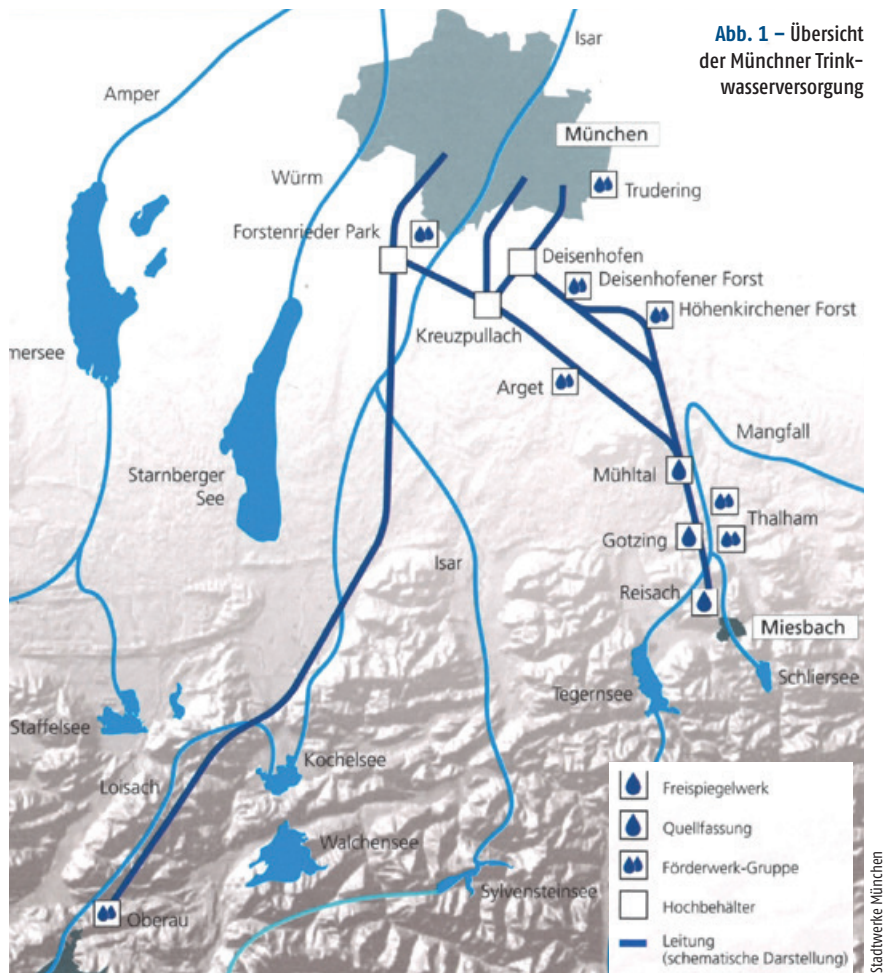 Abb. 1 – Übersicht
der Münchner Trink-
wasserversorgung
Isar
Amper
München
Würm
Trudering
Forstenrieder Park
Deisenhofen
Deisenhofener Forst
Höhenkirchener Forst
Kreuzpullach
mersee
Arget
Mangfall
Mühltal
Starnberger
See
Thalham
Gotzing
Isar
Reisach
Miesbach
Schliersee
Tegernsee
Staffelsee
Kochelsee
Loisach
Walchensee
Sylvensteinsee
Oberau
Freispiegelwerk
Quellfassung
Förderwerk-Gruppe
Hochbehälter
Leitung
(schematische Darstellung)
Stadtwerke München